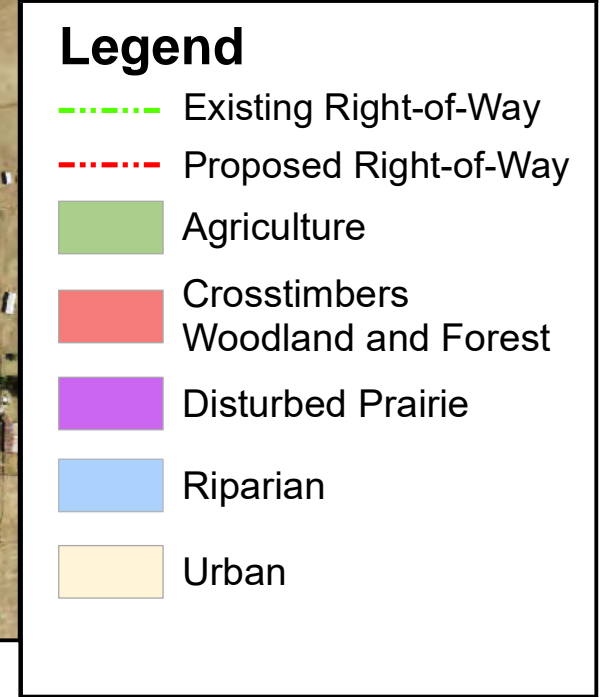 Legend
Existing Right-of-Way
Proposed Right-of-Way
Agriculture
Crosstimbers
Woodland and Forest
Disturbed Prairie
Riparian
Urban